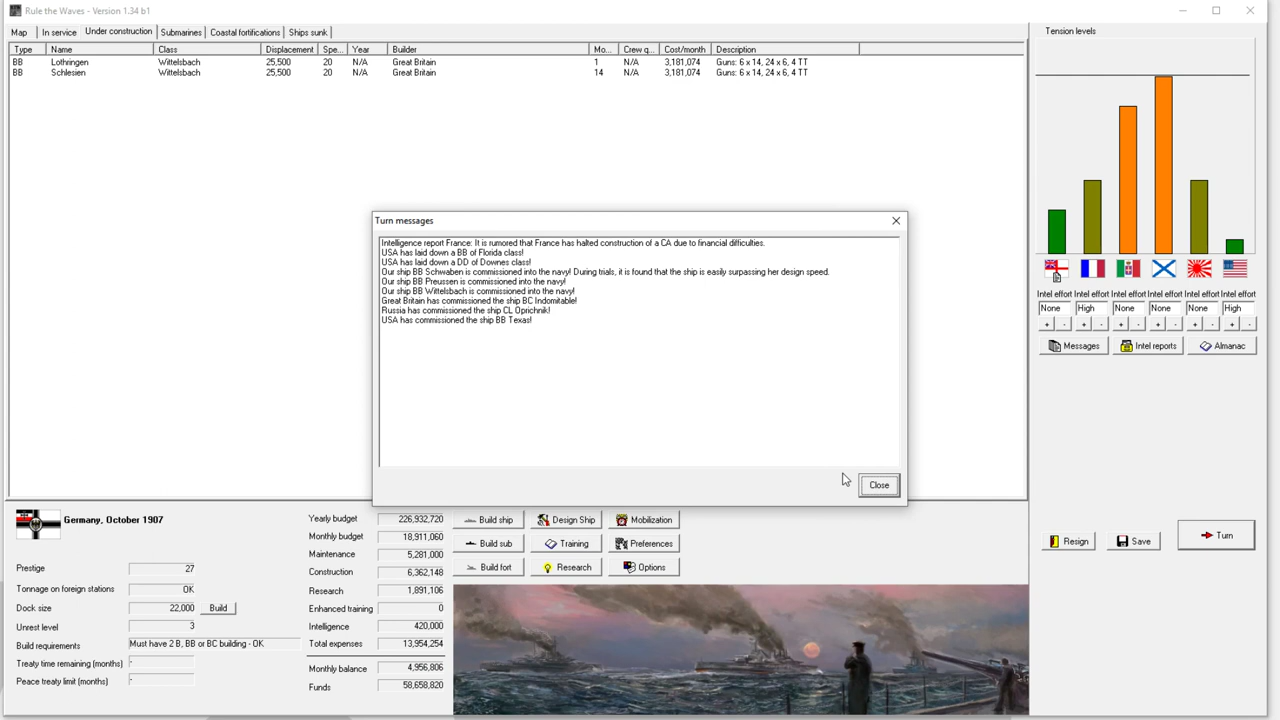 Rule the Waves - Version 1.34 b1
Map In service Under construction Submarines Coastal fortifications Ships sunk
Type Name Class Displacement Spe... Year Builder Mo... Crew q... Cost/month Description
BB Lothringen Wittelsbach 25,500 20 N/A Great Britain 1 N/A 3,181,074 Guns: 6 x 14, 24 x 6, 4 TT
BB Schlesien Wittelsbach 25,500 20 N/A Great Britain 14 N/A 3,181,074 Guns: 6 x 14, 24 x 6, 4 TT
Tension levels
Intel effort Intel effort Intel effort Intel effort Intel effort Intel effort
None High None None None High
+ - + - + - + - + - + -
Messages Intel reports Almanac
Turn messages
Intelligence report France: It is rumored that France has halted construction of a CA due to financial difficulties.
USA has laid down a BB of Florida class!
USA has laid down a DD of Downes class!
Our ship BB Schwaben is commissioned into the navy! During trials, it is found that the ship is easily surpassing her design speed.
Our ship BB Preussen is commissioned into the navy!
Our ship BB Wittelsbach is commissioned into the navy!
Great Britain has commissioned the ship BC Indomitable!
Russia has commissioned the ship CL Oprichnik!
USA has commissioned the ship BB Texas!
Close
Germany, October 1907
Prestige 27
Tonnage on foreign stations OK
Dock size 22,000 Build
Unrest level 3
Build requirements Must have 2 B, BB or BC building - OK
Treaty time remaining (months) -
Peace treaty limit (months) -
Yearly budget 226,932,720
Monthly budget 18,911,060
Maintenance 5,281,000
Construction 6,362,148
Research 1,891,106
Enhanced training 0
Intelligence 420,000
Total expenses 13,954,254
Monthly balance 4,956,806
Funds 58,658,820
Build ship Design Ship Mobilization
Build sub Training Preferences
Build fort Research Options
Resign Save Turn